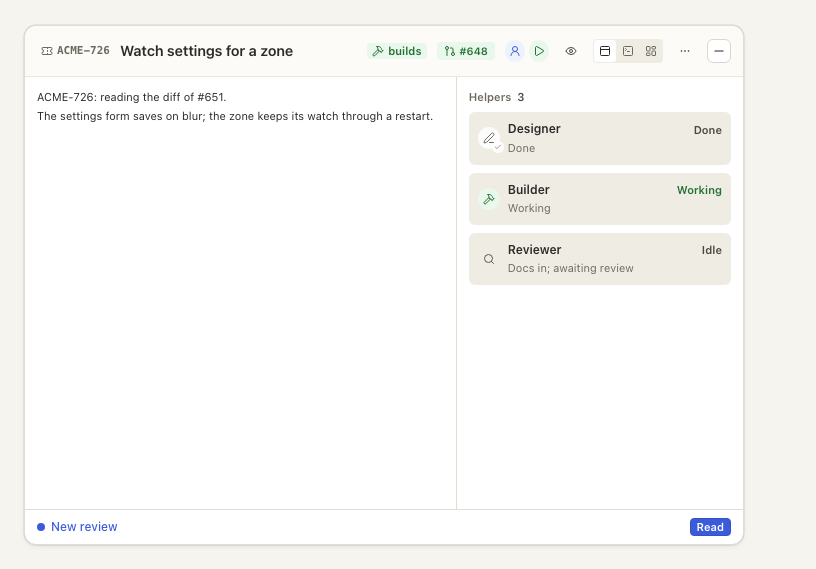 ACME-726 Watch settings for a zone builds #648
ACME-726: reading the diff of #651.
The settings form saves on blur; the zone keeps its watch through a restart.
Helpers 3
Designer Done
Done
Builder Working
Working
Reviewer Idle
Docs in; awaiting review
New review Read